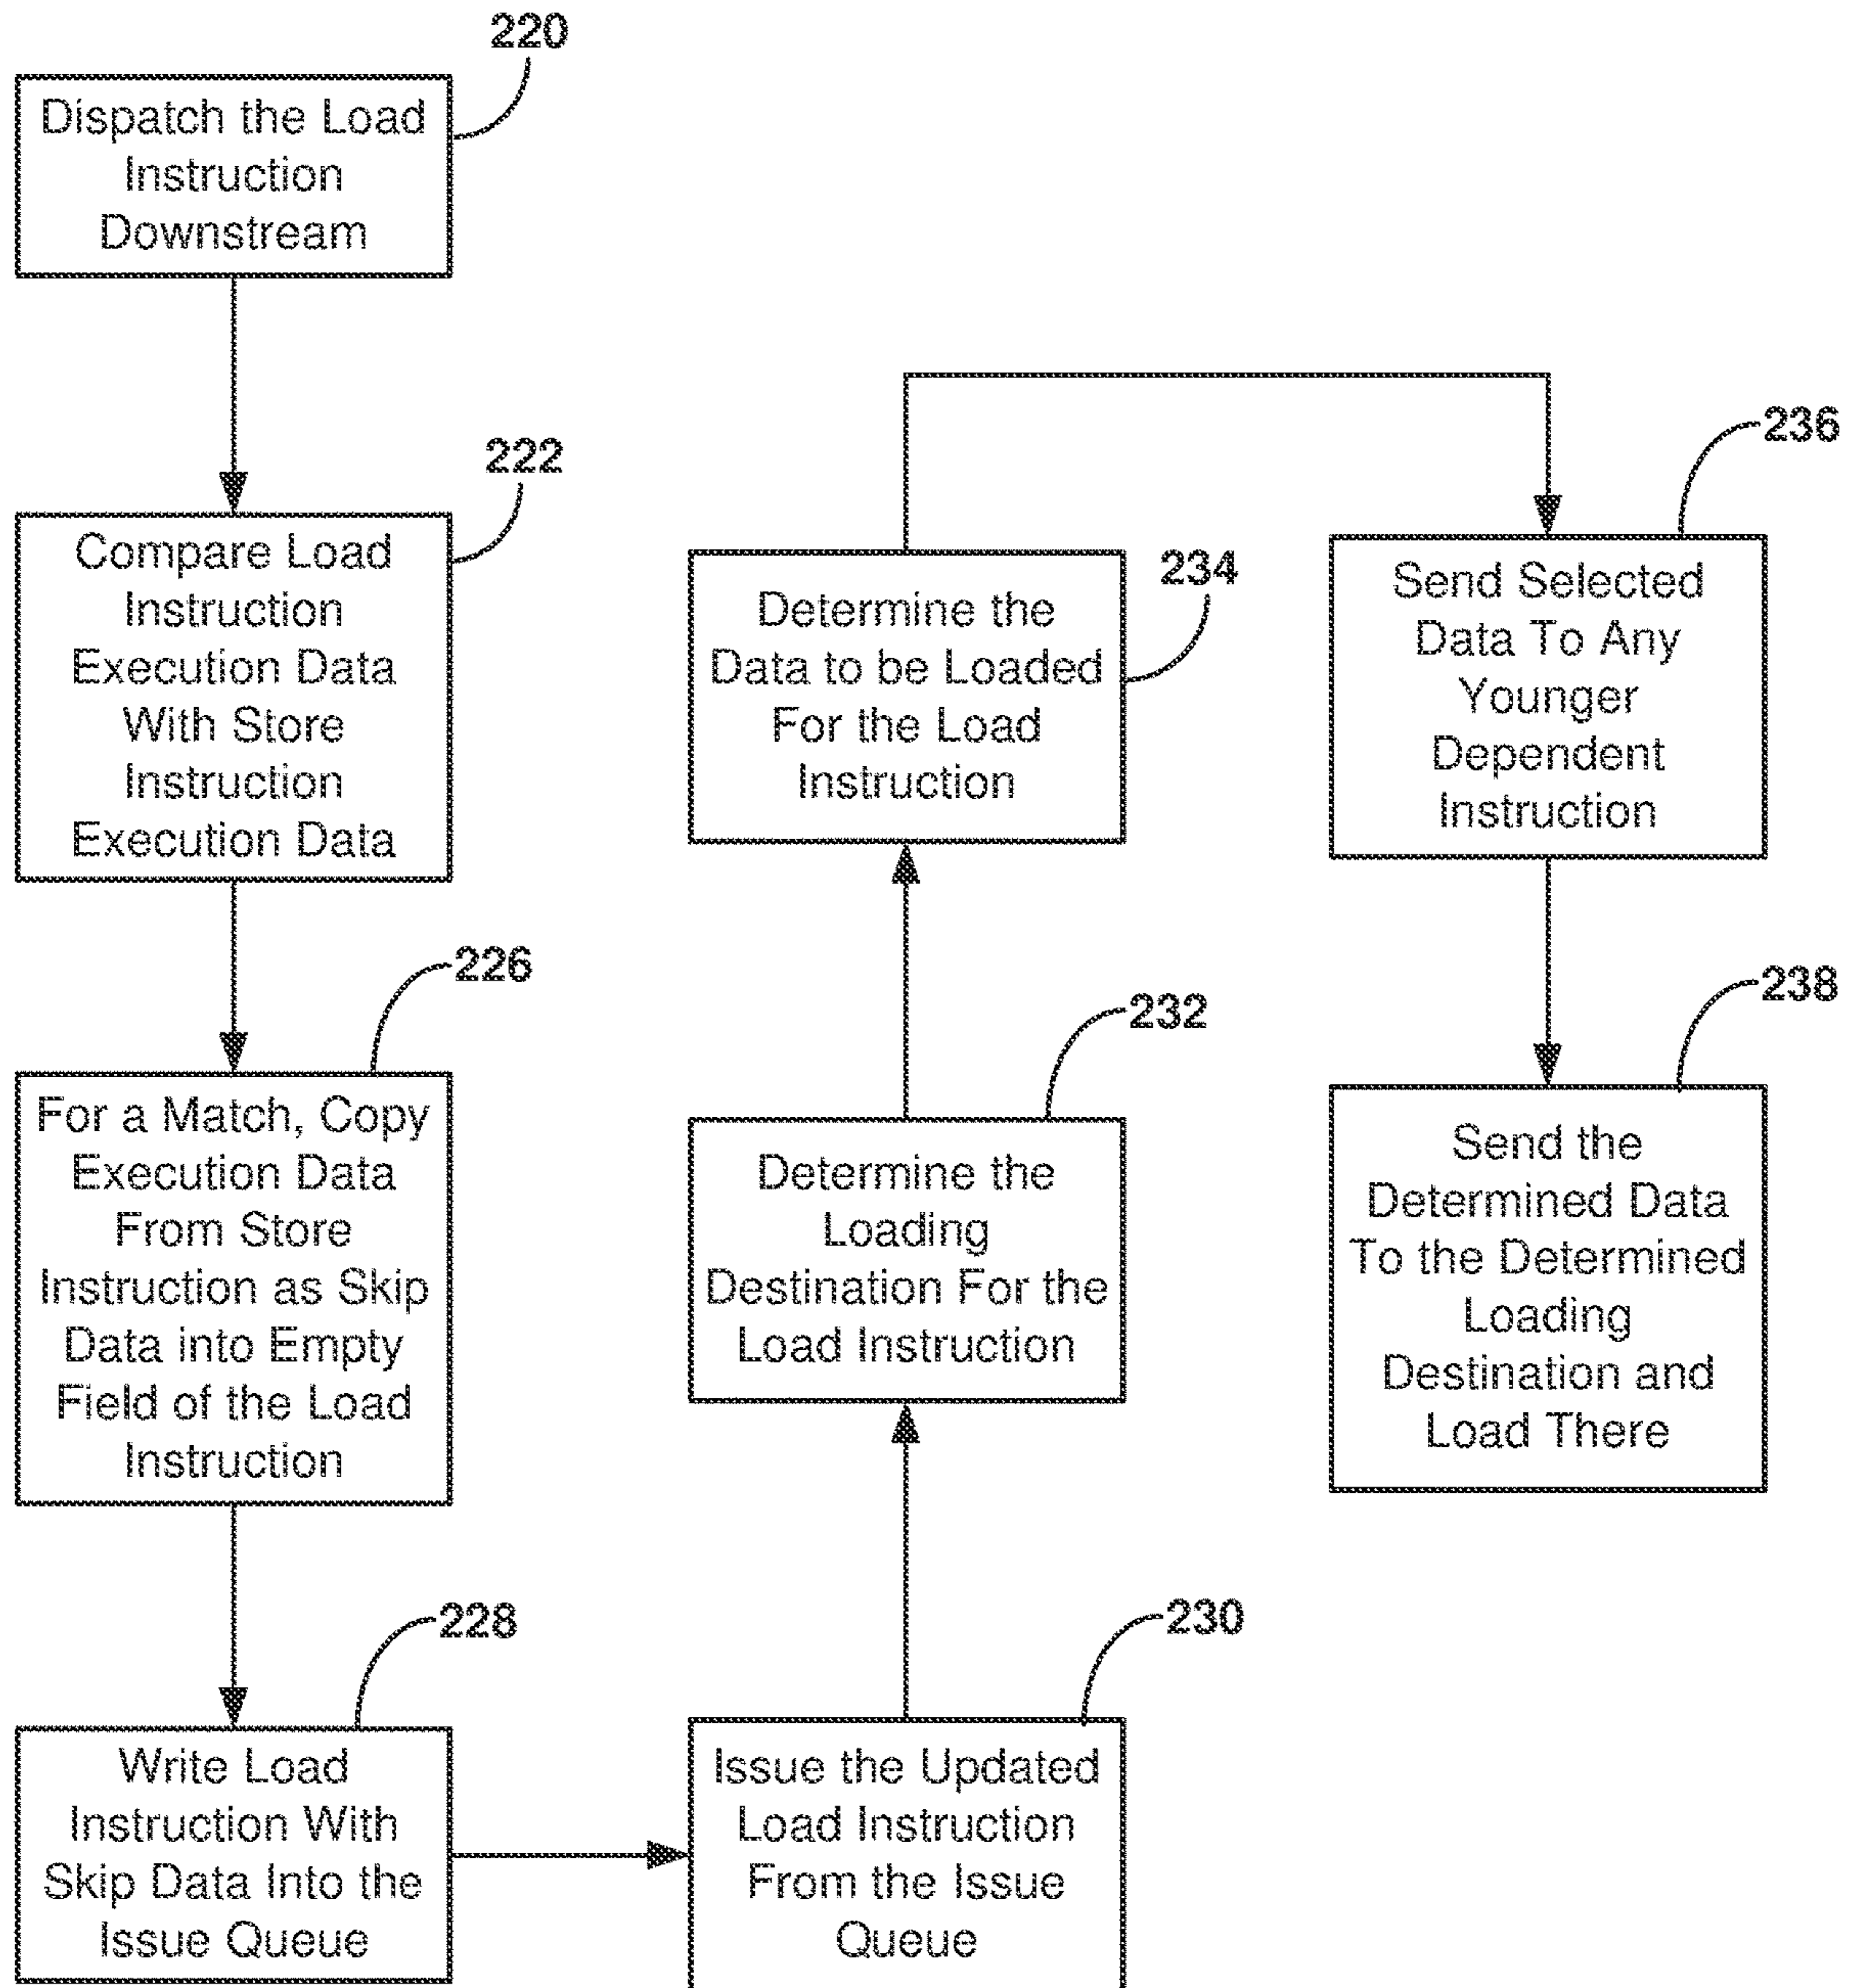 220
Dispatch the Load
Instruction
Downstream
222
Compare Load
Instruction
Execution Data
With Store
Instruction
Execution Data
226
For a Match, Copy
Execution Data
From Store
Instruction as Skip
Data into Empty
Field of the Load
Instruction
228
Write Load
Instruction With
Skip Data Into the
Issue Queue
230
Issue the Updated
Load Instruction
From the Issue
Queue
232
Determine the
Loading
Destination For the
Load Instruction
234
Determine the
Data to be Loaded
For the Load
Instruction
236
Send Selected
Data To Any
Younger
Dependent
Instruction
238
Send the
Determined Data
To the Determined
Loading
Destination and
Load There